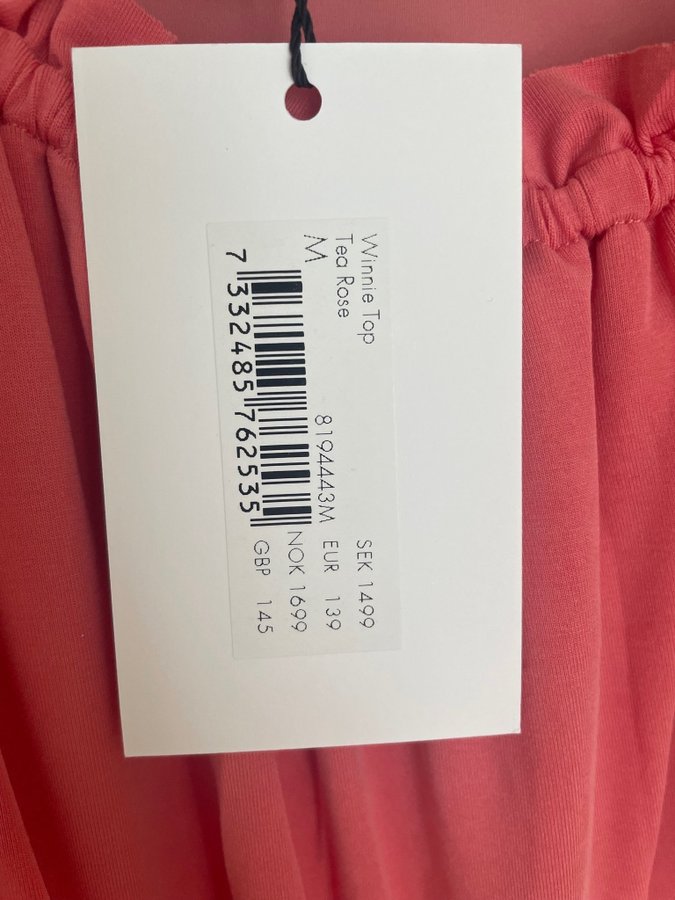 Winnie Top
Tea Rose
M
8194443M
7 332485 762535
SEK 1499
EUR 139
NOK 1699
GBP 145